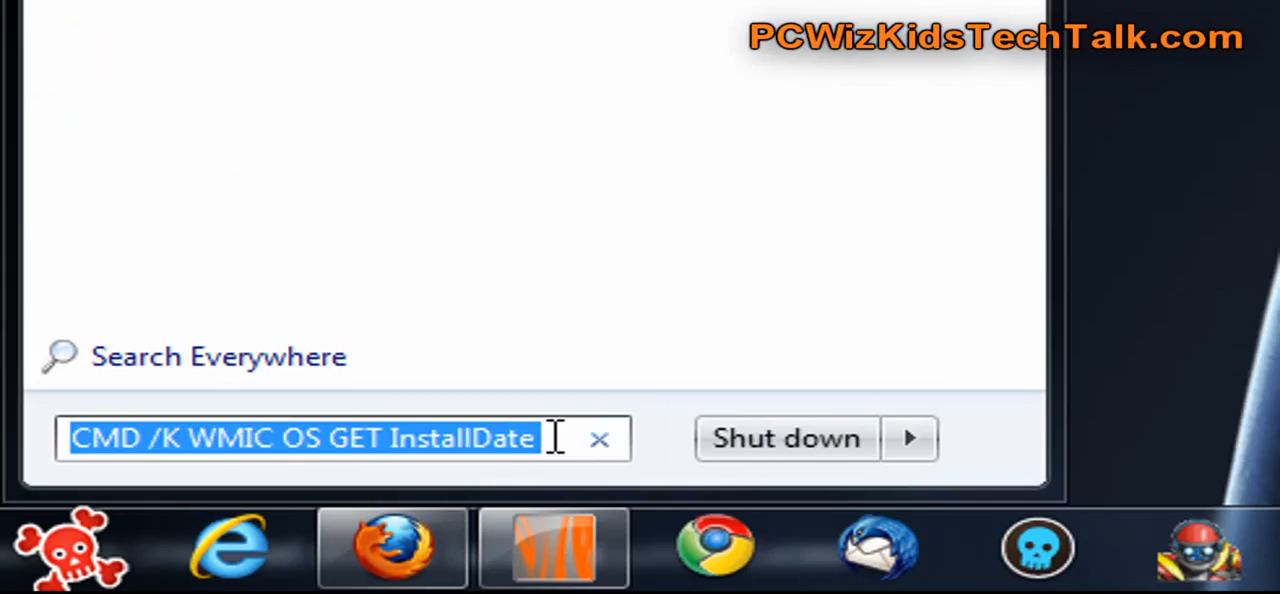 PCWizKidsTechTalk.com
Search Everywhere
CMD /K WMIC OS GET InstallDate
Shut down